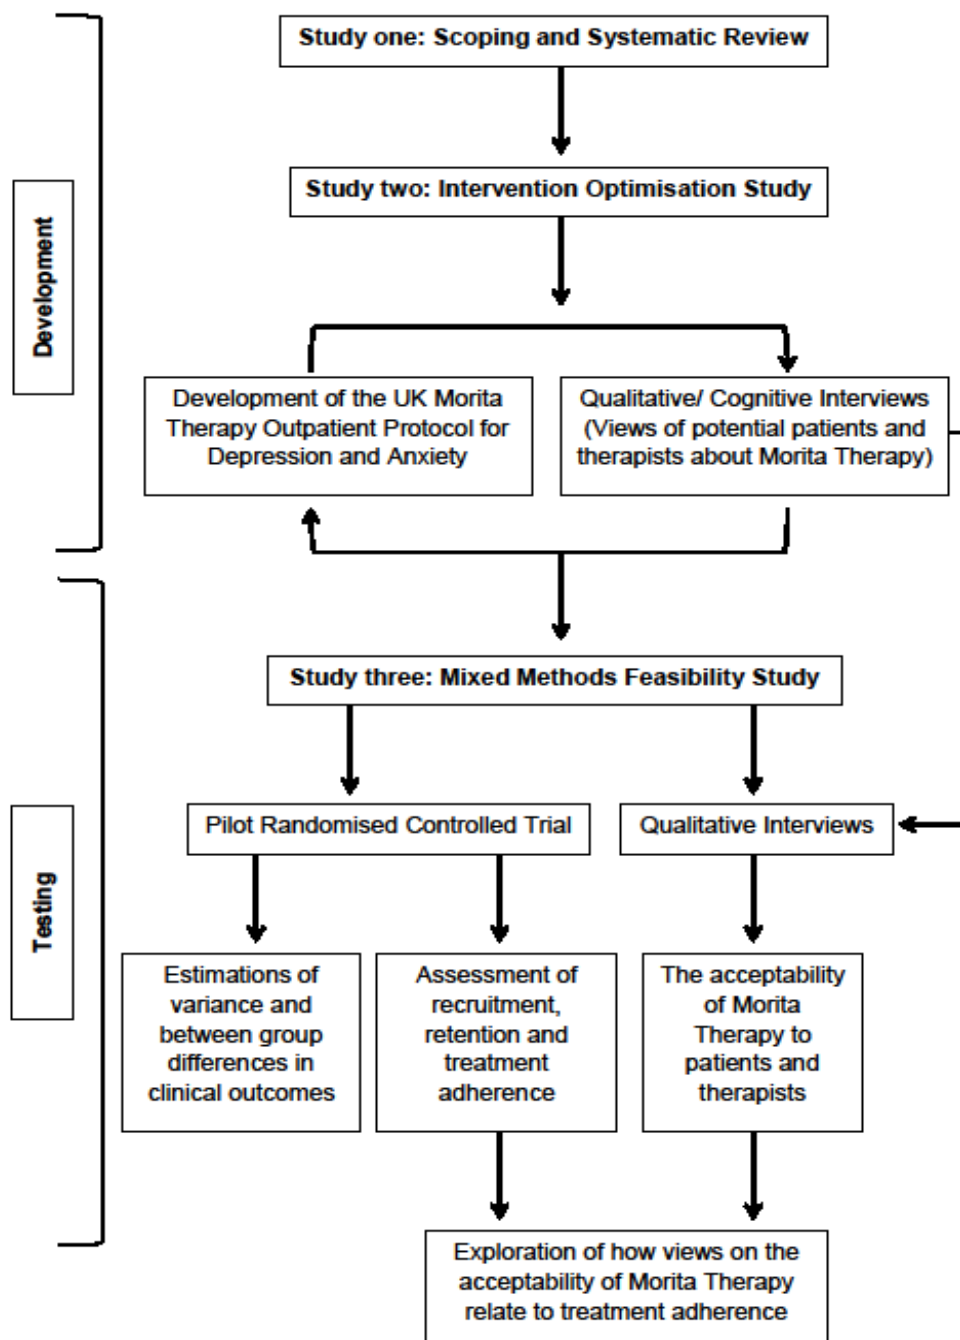 Study one: Scoping and Systematic Review
Study two: Intervention Optimisation Study
Development
Development of the UK Morita
Therapy Outpatient Protocol for
Depression and Anxiety
Qualitative/ Cognitive Interviews
(Views of potential patients and
therapists about Morita Therapy)
Study three: Mixed Methods Feasibility Study
Testing
Pilot Randomised Controlled Trial
Qualitative Interviews
Estimations of
variance and
between group
differences in
clinical outcomes
Assessment of
recruitment,
retention and
treatment
adherence
The acceptability
of Morita
Therapy to
patients and
therapists
Exploration of how views on the
acceptability of Morita Therapy
relate to treatment adherence